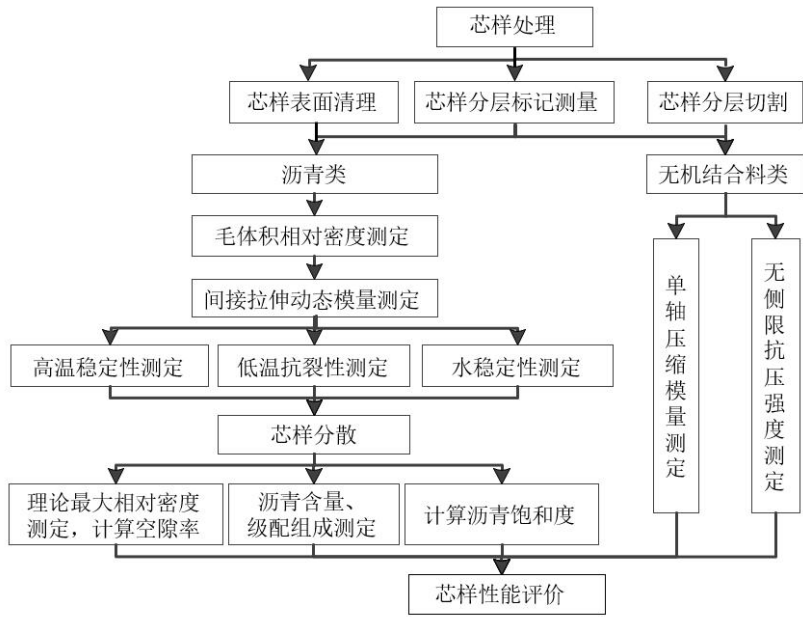 芯样处理
芯样表面清理
芯样分层标记测量
芯样分层切割
沥青类
无机结合料类
毛体积相对密度测定
间接拉伸动态模量测定
单轴压缩模量测定
无侧限抗压强度测定
高温稳定性测定
低温抗裂性测定
水稳定性测定
芯样分散
理论最大相对密度
测定，计算空隙率
沥青含量、
级配组成测定
计算沥青饱和度
芯样性能评价